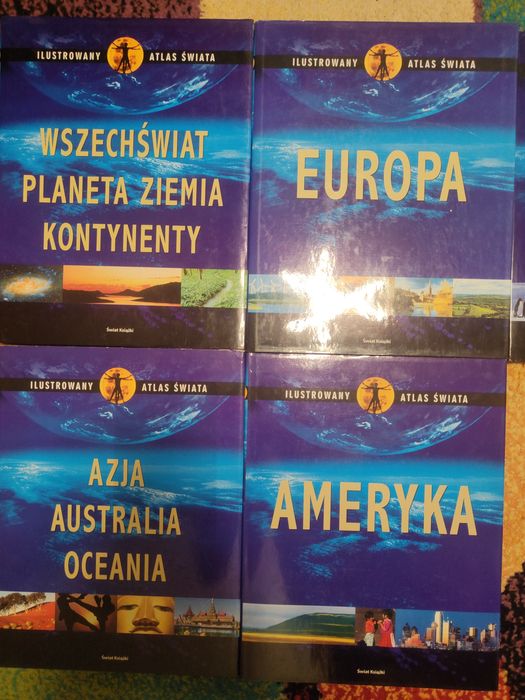 ILUSTROWANY ATLAS ŚWIATA
WSZECHŚWIAT
PLANETA ZIEMIA
KONTYNENTY
Świat Książki
ILUSTROWANY ATLAS ŚWIATA
EUROPA
Świat Książki
ILUSTROWANY ATLAS ŚWIATA
AZJA
AUSTRALIA
OCEANIA
Świat Książki
ILUSTROWANY ATLAS ŚWIATA
AMERYKA
Świat Książki